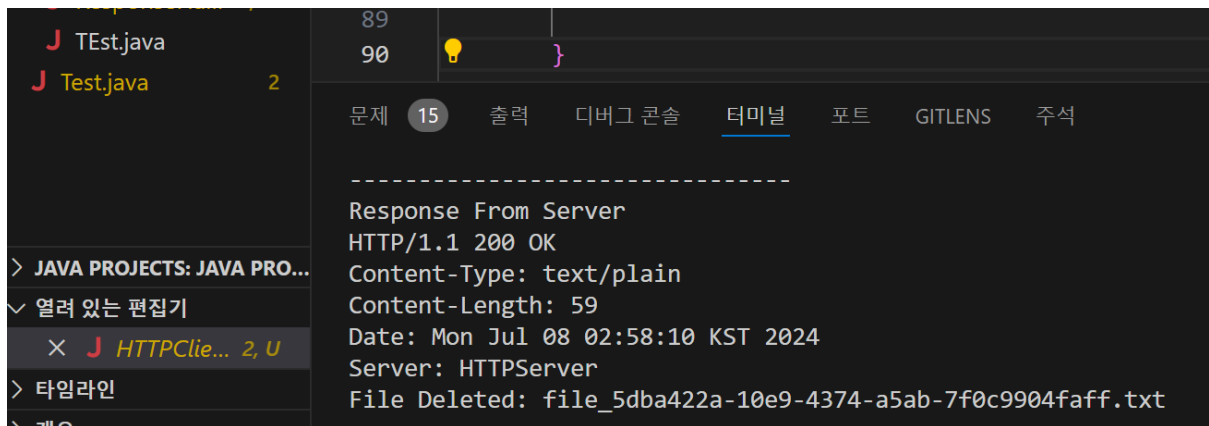 TEst.java
Test.java 2
JAVA PROJECTS: JAVA PRO...
열려 있는 편집기
HTTPClie... 2, U
타임라인
89
90 }
문제 15 출력 디버그 콘솔 터미널 포트 GITLENS 주석
--------------------------------
Response From Server
HTTP/1.1 200 OK
Content-Type: text/plain
Content-Length: 59
Date: Mon Jul 08 02:58:10 KST 2024
Server: HTTPServer
File Deleted: file_5dba422a-10e9-4374-a5ab-7f0c9904faff.txt